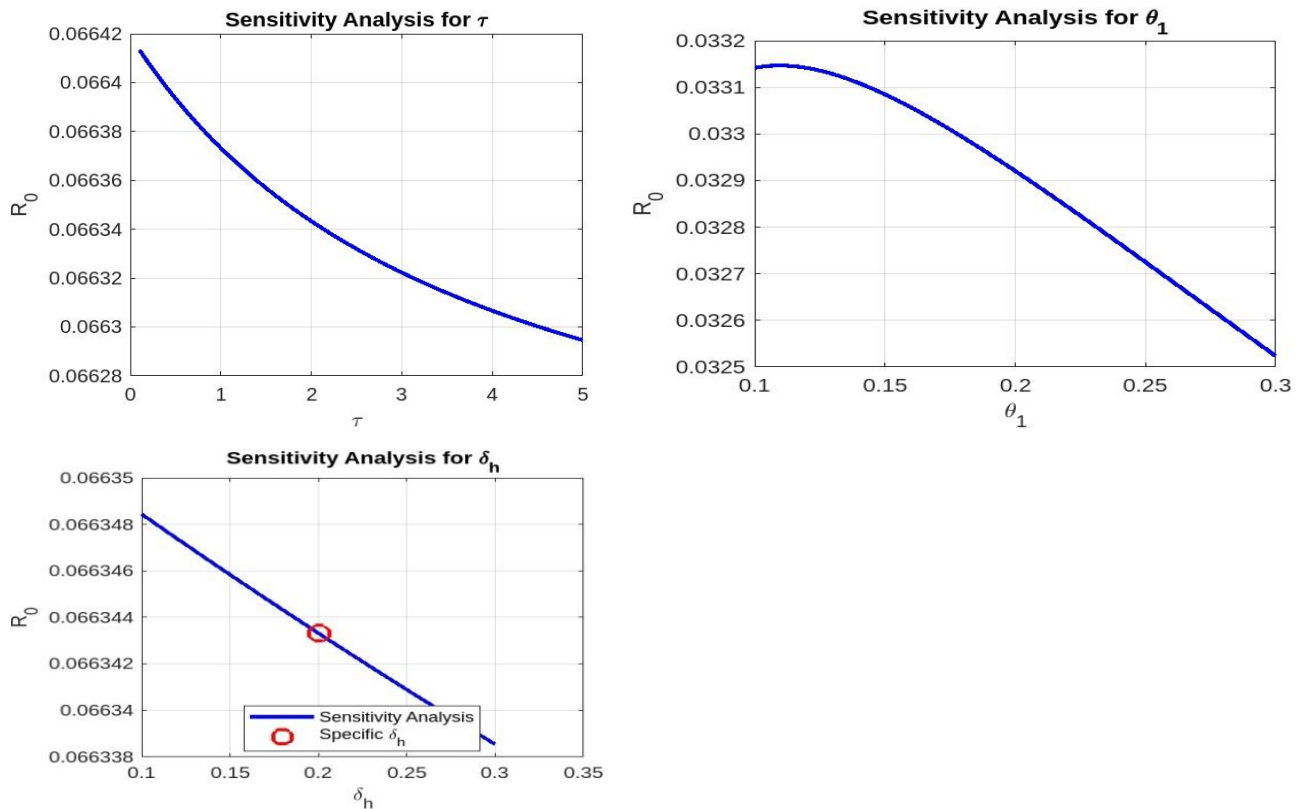 Sensitivity Analysis for τ
0.06642
0.0664
0.06638
0.06636
0.06634
0.06632
0.0663
0.06628
R₀
0 1 2 3 4 5
τ
Sensitivity Analysis for θ₁
0.0332
0.0331
0.033
0.0329
0.0328
0.0327
0.0326
0.0325
R₀
0.1 0.15 0.2 0.25 0.3
θ₁
Sensitivity Analysis for δₕ
0.06635
0.066348
0.066346
0.066344
0.066342
0.06634
0.066338
R₀
Sensitivity Analysis
Specific δₕ
0.1 0.15 0.2 0.25 0.3 0.35
δₕ